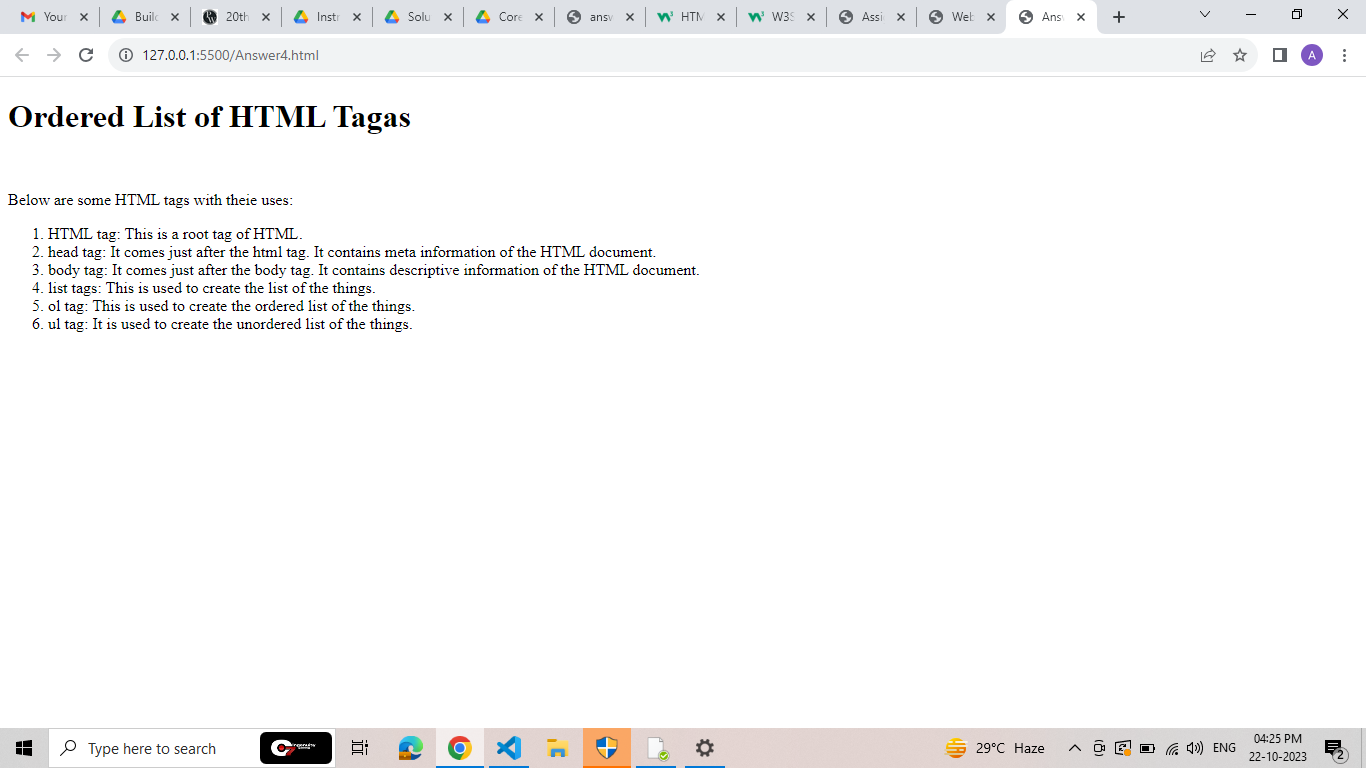 Your Build 20th Instr Solu Core answ HTM W3S Assi Web Ans
127.0.0.1:5500/Answer4.html
A
Ordered List of HTML Tagas
Below are some HTML tags with theie uses:
1. HTML tag: This is a root tag of HTML.
2. head tag: It comes just after the html tag. It contains meta information of the HTML document.
3. body tag: It comes just after the body tag. It contains descriptive information of the HTML document.
4. list tags: This is used to create the list of the things.
5. ol tag: This is used to create the ordered list of the things.
6. ul tag: It is used to create the unordered list of the things.
Type here to search
29°C Haze
ENG
04:25 PM
22-10-2023
2